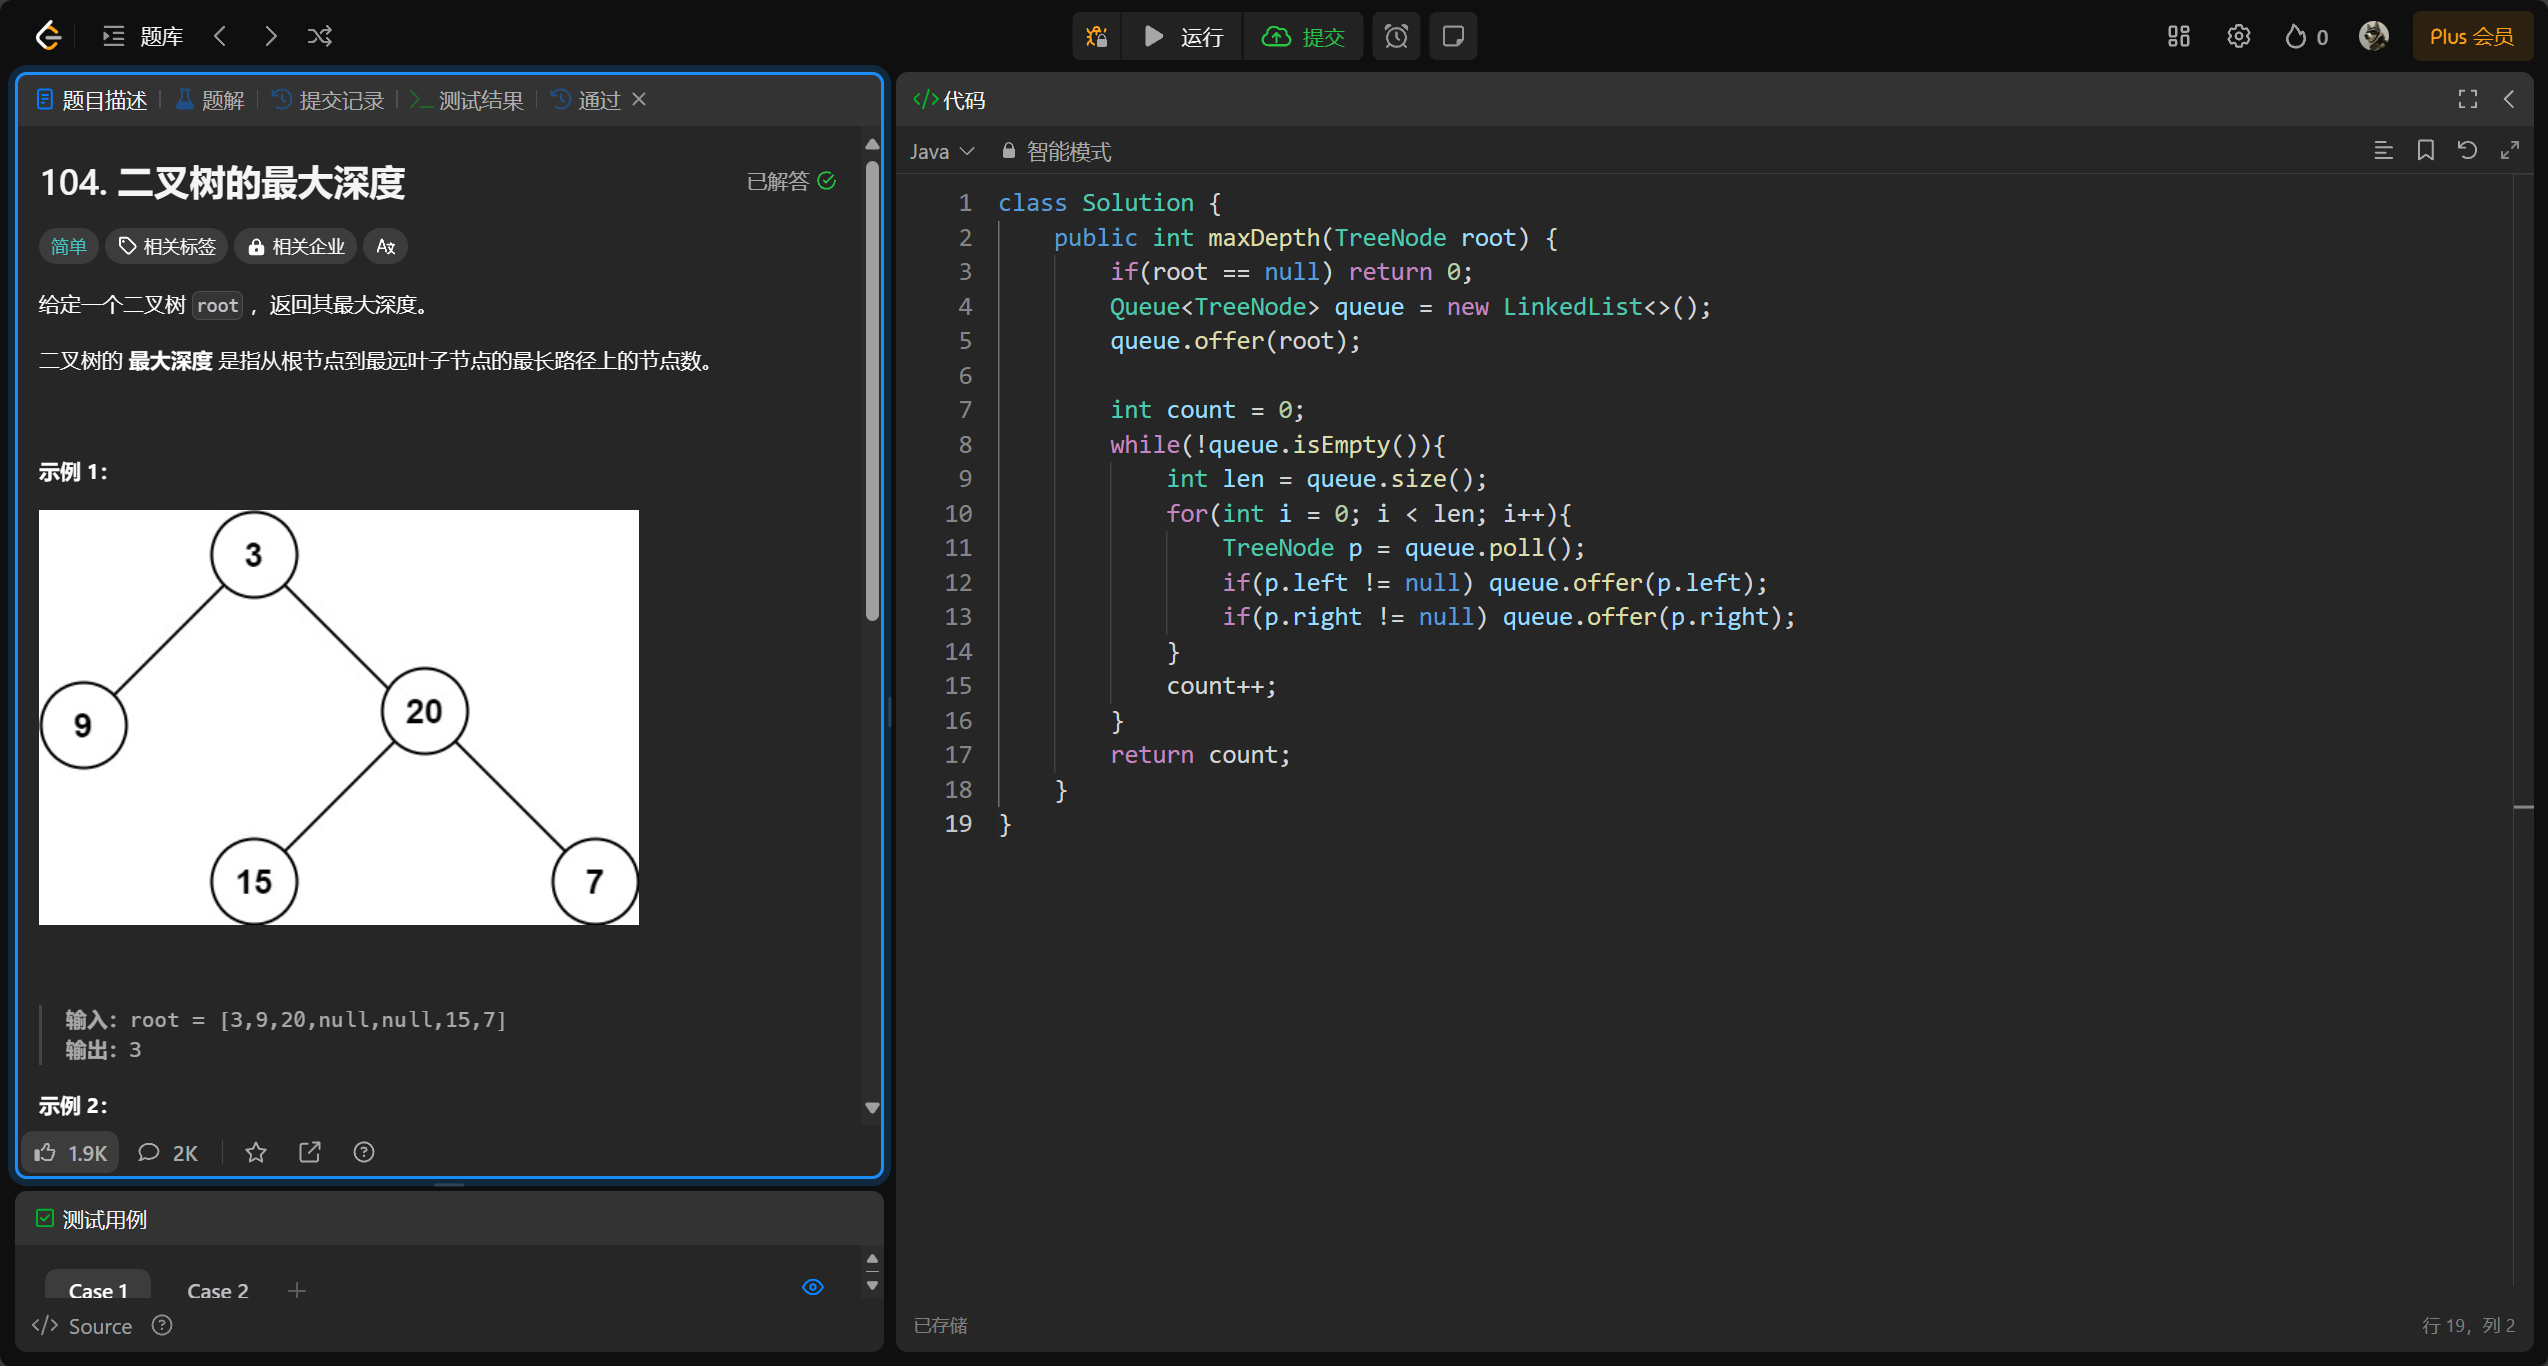 题库
运行
提交
0
Plus 会员
题目描述
题解
提交记录
测试结果
通过
104. 二叉树的最大深度
已解答
简单
相关标签
相关企业
给定一个二叉树 root ，返回其最大深度。
二叉树的 最大深度 是指从根节点到最远叶子节点的最长路径上的节点数。
示例 1：
3
9
20
15
7
输入：root = [3,9,20,null,null,15,7]
输出：3
示例 2：
1.9K
2K
测试用例
Case 1
Case 2
Source
代码
Java
智能模式
1 class Solution {
2 public int maxDepth(TreeNode root) {
3 if(root == null) return 0;
4 Queue<TreeNode> queue = new LinkedList<>();
5 queue.offer(root);
6
7 int count = 0;
8 while(!queue.isEmpty()){
9 int len = queue.size();
10 for(int i = 0; i < len; i++){
11 TreeNode p = queue.poll();
12 if(p.left != null) queue.offer(p.left);
13 if(p.right != null) queue.offer(p.right);
14 }
15 count++;
16 }
17 return count;
18 }
19 }
已存储
行 19，列 2